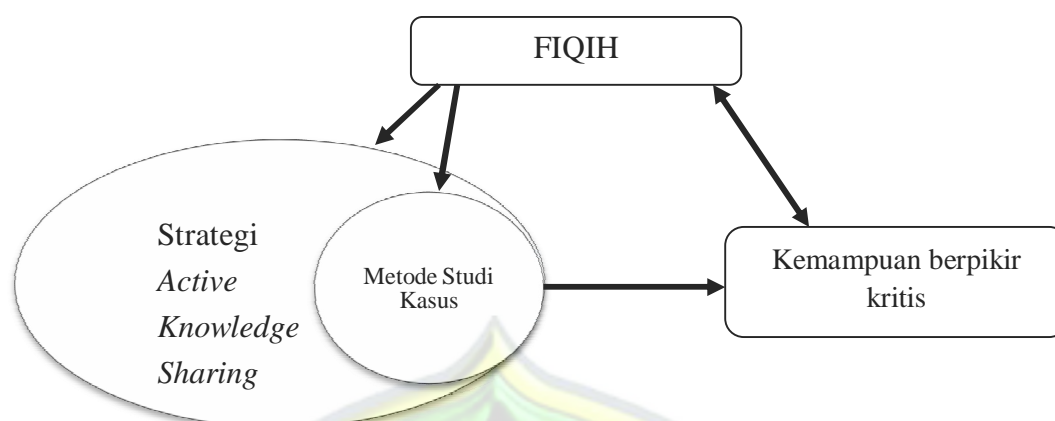 FIQIH
Strategi
Active
Knowledge
Sharing
Metode Studi
Kasus
Kemampuan berpikir
kritis